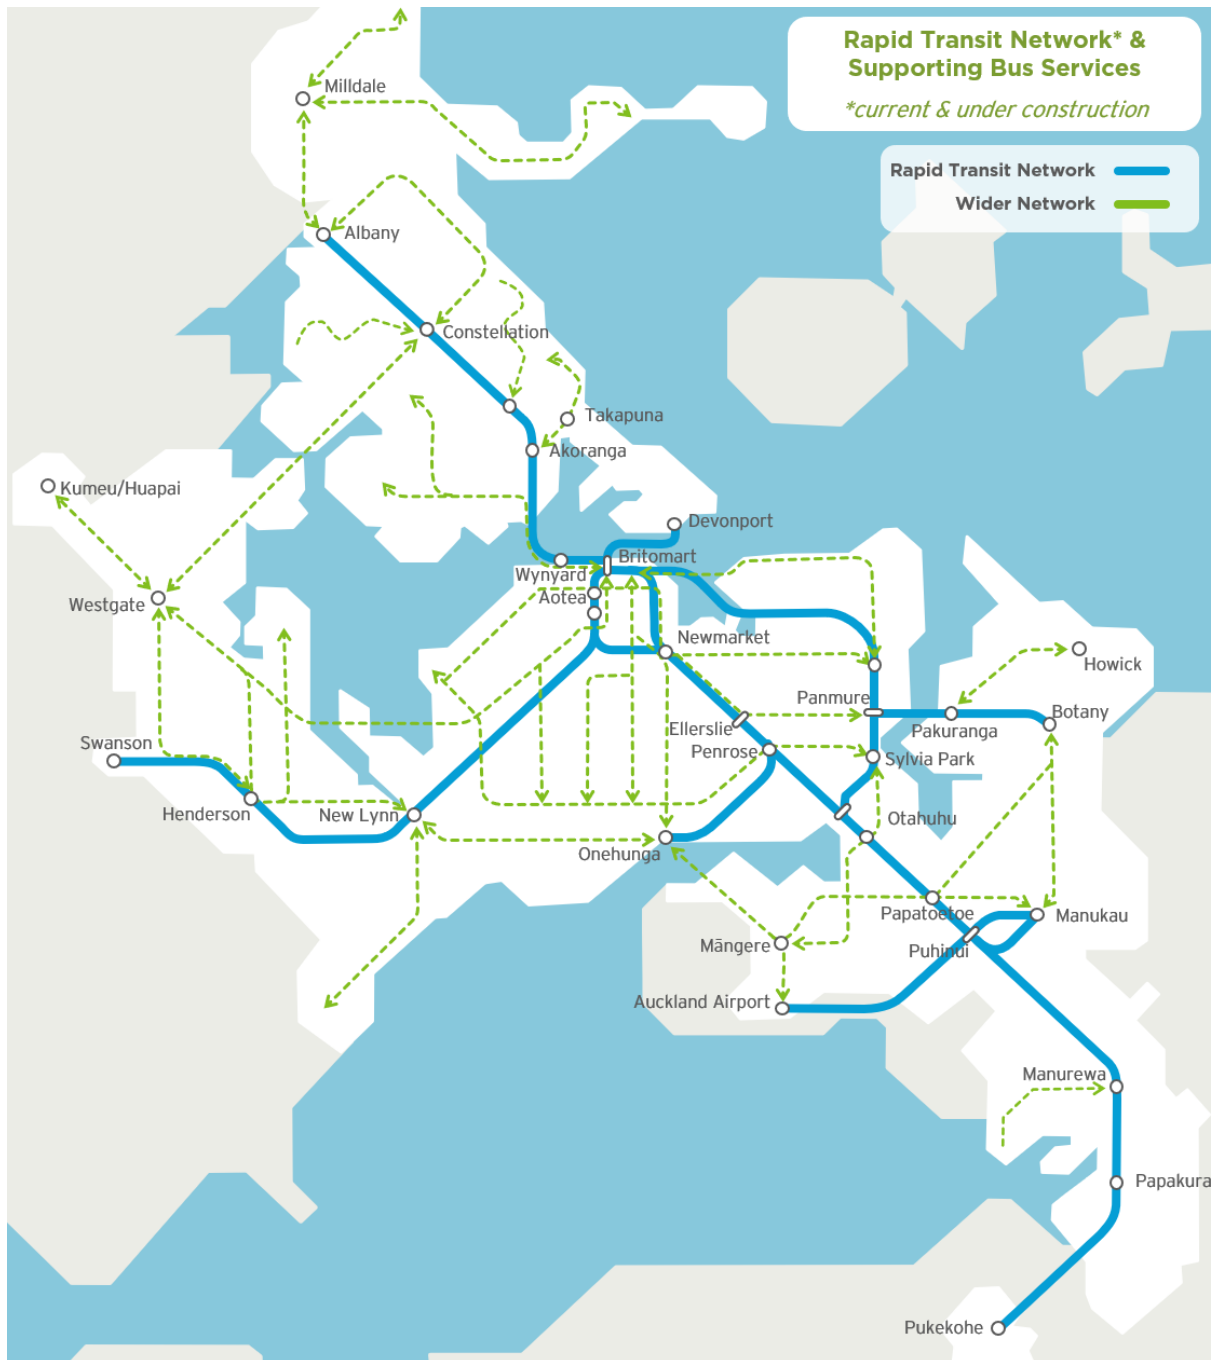 Rapid Transit Network* &
Supporting Bus Services
*current & under construction
Rapid Transit Network
Wider Network
Milldale
Albany
Constellation
Takapuna
Akoranga
Kumeu/Huapai
Devonport
Britomart
Wynyard
Aotea
Westgate
Newmarket
Howick
Panmure
Botany
Pakuranga
Ellerslie
Penrose
Swanson
Sylvia Park
Henderson
New Lynn
Otahuhu
Onehunga
Papatoetoe
Manukau
Māngere
Puhinui
Auckland Airport
Manurewa
Papakura
Pukekohe